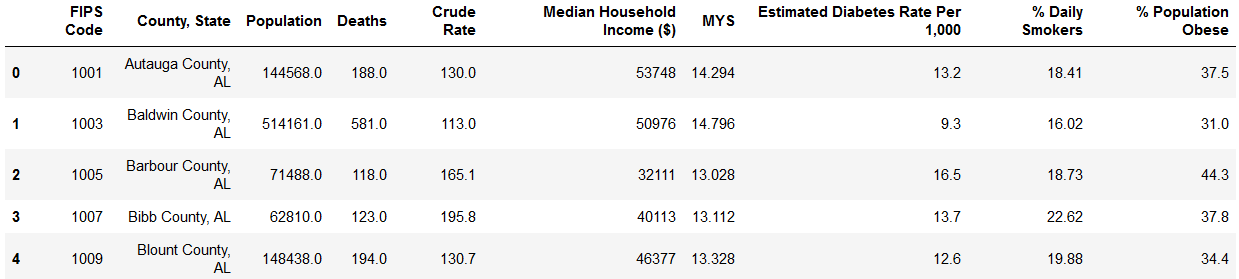 FIPS Code County, State Population Deaths Crude Rate Median Household Income ($) MYS Estimated Diabetes Rate Per 1,000 % Daily Smokers % Population Obese
0 1001 Autauga County, AL 144568.0 188.0 130.0 53748 14.294 13.2 18.41 37.5
1 1003 Baldwin County, AL 514161.0 581.0 113.0 50976 14.796 9.3 16.02 31.0
2 1005 Barbour County, AL 71488.0 118.0 165.1 32111 13.028 16.5 18.73 44.3
3 1007 Bibb County, AL 62810.0 123.0 195.8 40113 13.112 13.7 22.62 37.8
4 1009 Blount County, AL 148438.0 194.0 130.7 46377 13.328 12.6 19.88 34.4